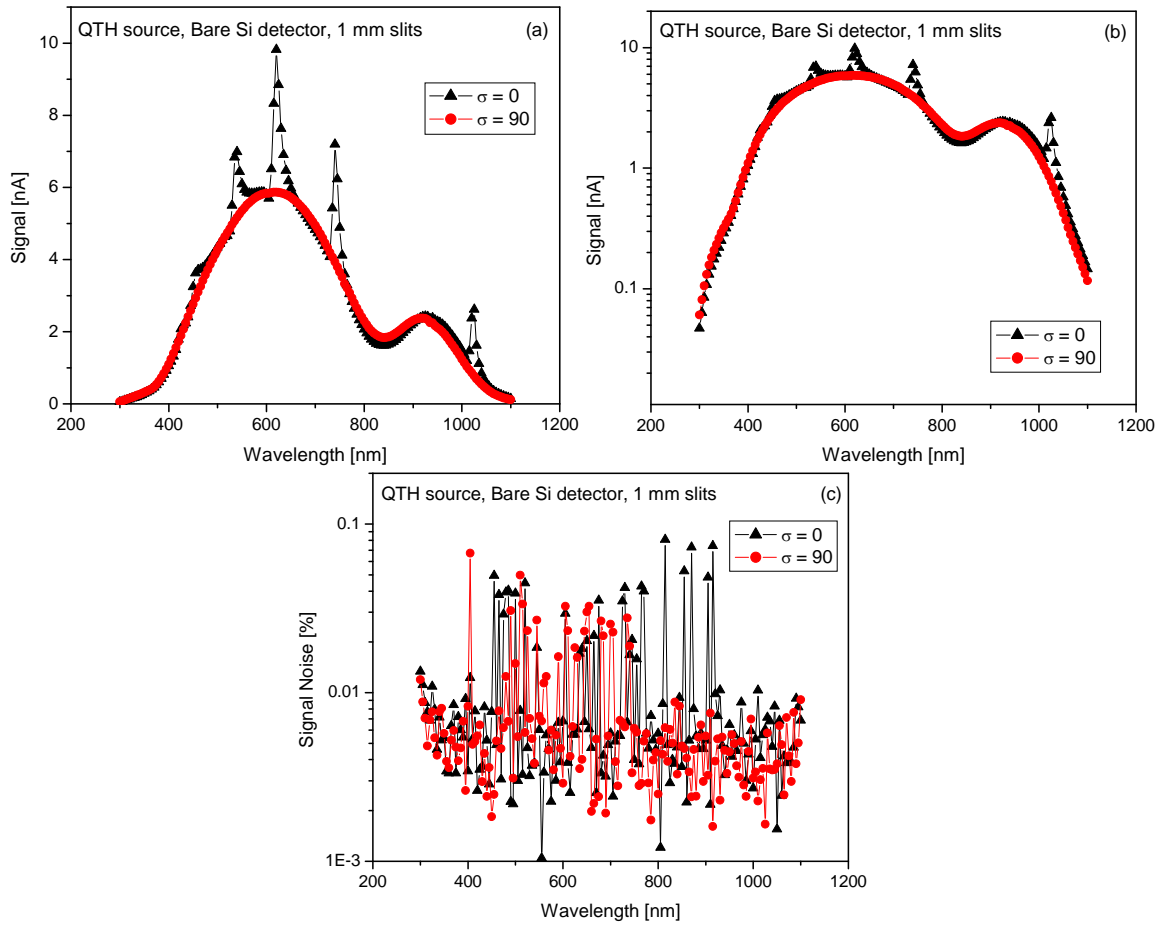 QTH source, Bare Si detector, 1 mm slits (a)
σ = 0
σ = 90
Signal [nA]
10
8
6
4
2
0
200 400 600 800 1000 1200
Wavelength [nm]
QTH source, Bare Si detector, 1 mm slits (b)
σ = 0
σ = 90
Signal [nA]
10
1
0.1
200 400 600 800 1000 1200
Wavelength [nm]
QTH source, Bare Si detector, 1 mm slits (c)
σ = 0
σ = 90
Signal Noise [%]
0.1
0.01
1E-3
200 400 600 800 1000 1200
Wavelength [nm]